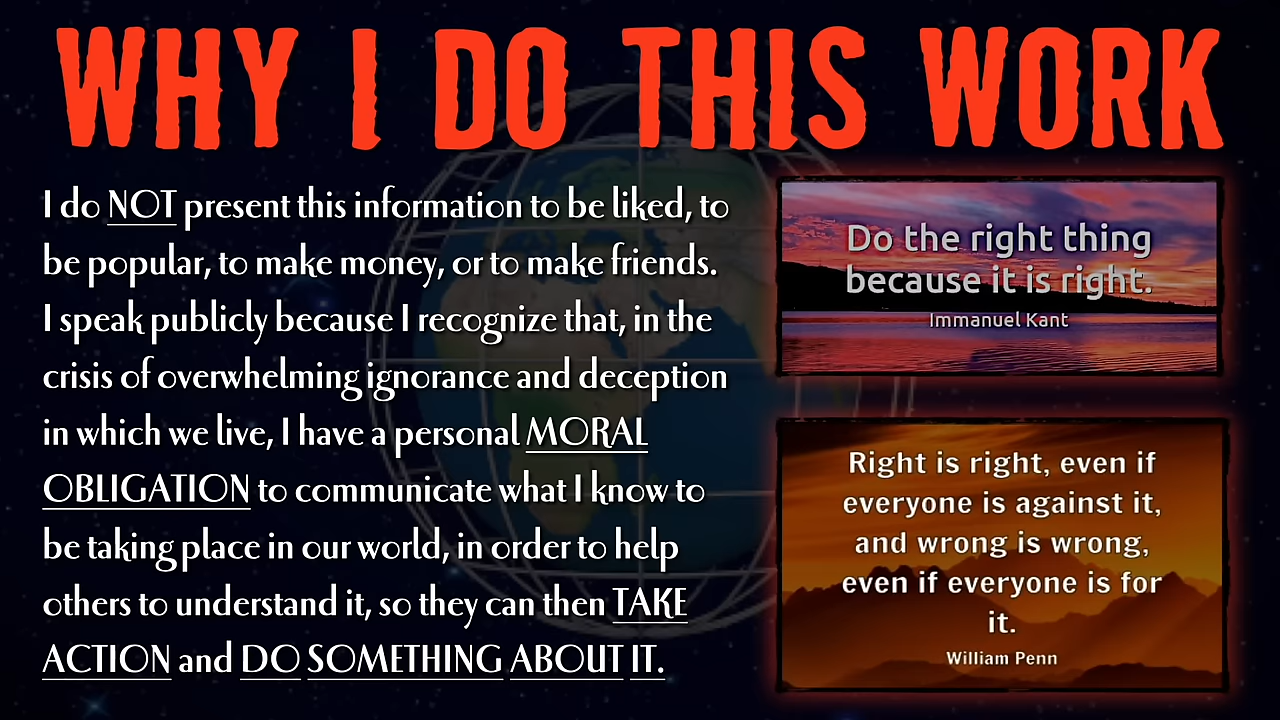 WHY I DO THIS WORK
I do NOT present this information to be liked, to
be popular, to make money, or to make friends.
I speak publicly because I recognize that, in the
crisis of overwhelming ignorance and deception
in which we live, I have a personal MORAL
OBLIGATION to communicate what I know to
be taking place in our world, in order to help
others to understand it, so they can then TAKE
ACTION and DO SOMETHING ABOUT IT.
Do the right thing
because it is right.
Immanuel Kant
Right is right, even if
everyone is against it,
and wrong is wrong,
even if everyone is for
it.
William Penn